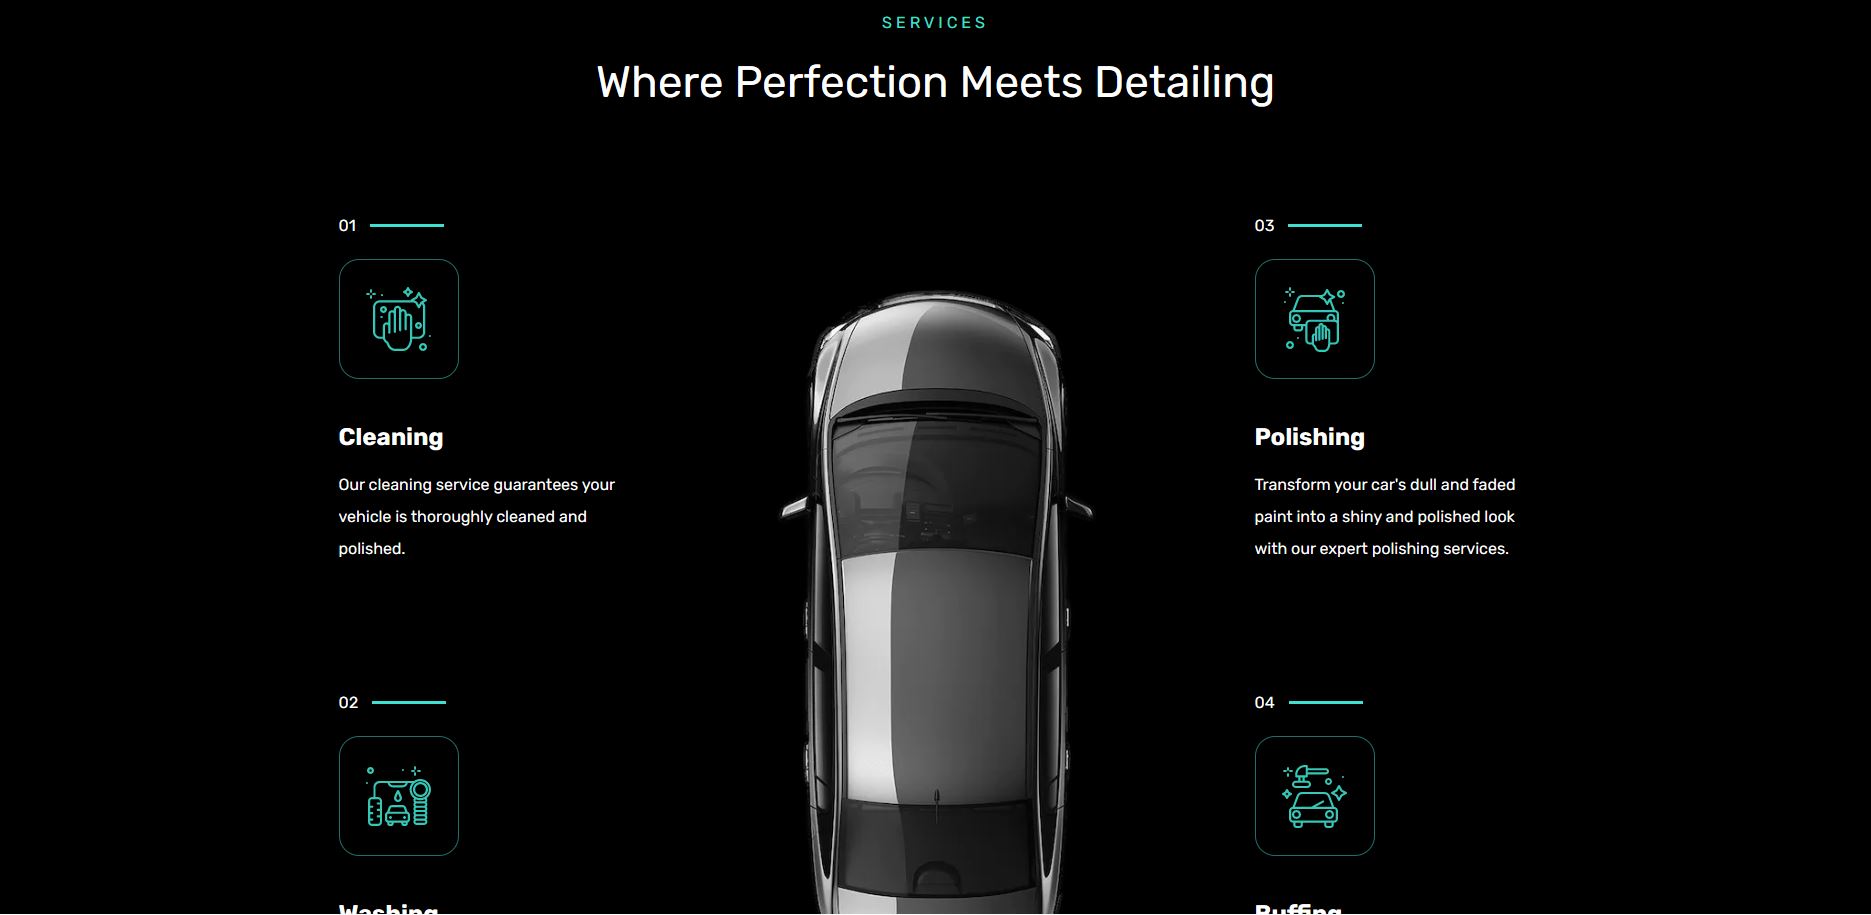 SERVICES
Where Perfection Meets Detailing
01
Cleaning
Our cleaning service guarantees your
vehicle is thoroughly cleaned and
polished.
02
Washing
03
Polishing
Transform your car's dull and faded
paint into a shiny and polished look
with our expert polishing services.
04
Buffing